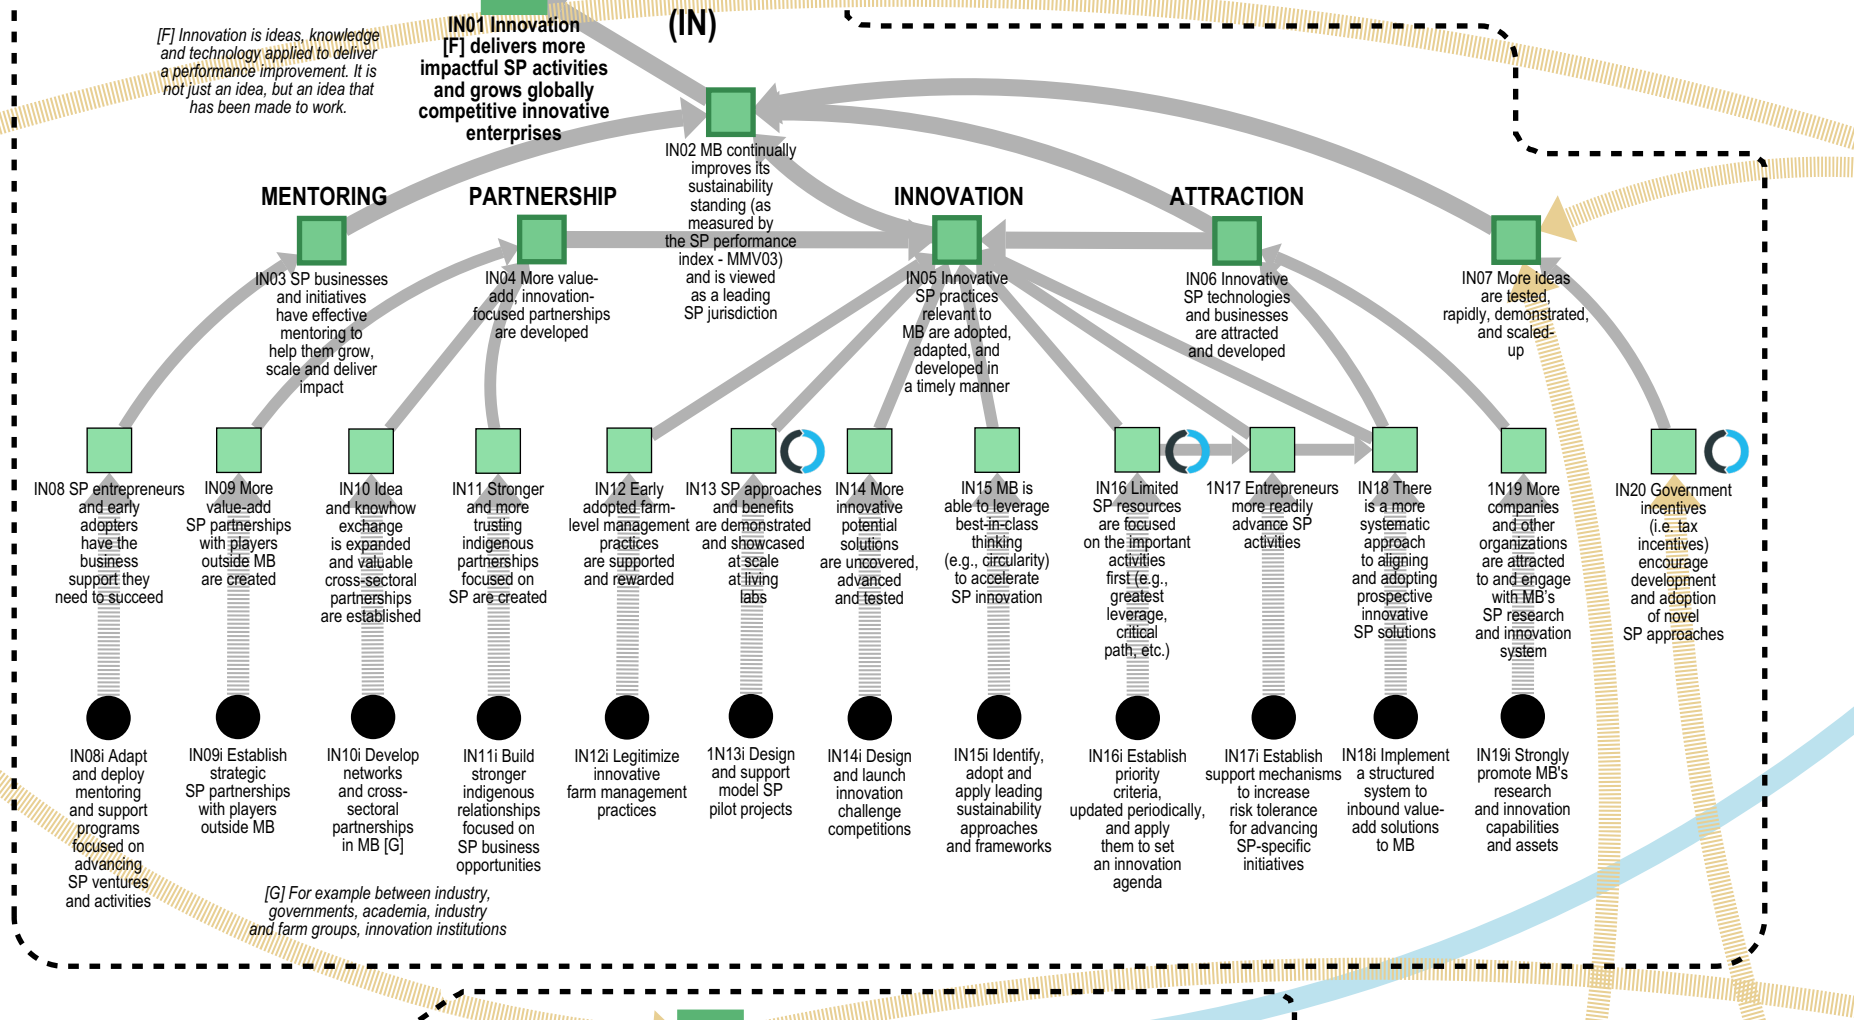 (IN)
[F] Innovation is ideas, knowledge
and technology applied to deliver
a performance improvement. It is
not just an idea, but an idea that
has been made to work.
IN01 Innovation
[F] delivers more
impactful SP activities
and grows globally
competitive innovative
enterprises
IN02 MB continually
improves its
sustainability
standing (as
measured by
the SP performance
index - MMV03)
and is viewed
as a leading
SP jurisdiction
MENTORING
IN03 SP businesses
and initiatives
have effective
mentoring to
help them grow,
scale and deliver
impact
PARTNERSHIP
IN04 More value-
add, innovation-
focused partnerships
are developed
INNOVATION
IN05 Innovative
SP practices
relevant to
MB are adopted,
adapted, and
developed in
a timely manner
ATTRACTION
IN06 Innovative
SP technologies
and businesses
are attracted
and developed
IN07 More ideas
are tested,
rapidly, demonstrated,
and scaled-
up
IN08 SP entrepreneurs
and early
adopters
have the
business
support they
need to succeed
IN09 More
value-add
SP partnerships
with players
outside MB
are created
IN10 Idea
and knowhow
exchange
is expanded
and valuable
cross-sectoral
partnerships
are established
IN11 Stronger
and more
trusting
indigenous
partnerships
focused on
SP are created
IN12 Early
adopted farm-
level management
practices
are supported
and rewarded
IN13 SP approaches
and benefits
are demonstrated
and showcased
at scale
at living
labs
IN14 More
innovative
potential
solutions
are uncovered,
advanced
and tested
IN15 MB is
able to leverage
best-in-class
thinking
(e.g., circularity)
to accelerate
SP innovation
IN16 Limited
SP resources
are focused
on the important
activities
first (e.g.,
greatest
leverage,
critical
path, etc.)
1N17 Entrepreneurs
more readily
advance SP
activities
IN18 There
is a more
systematic
approach
to aligning
and adopting
prospective
innovative
SP solutions
1N19 More
companies
and other
organizations
are attracted
to and engage
with MB's
SP research
and innovation
system
IN20 Government
incentives
(i.e. tax
incentives)
encourage
development
and adoption
of novel
SP approaches
IN08i Adapt
and deploy
mentoring
and support
programs
focused on
advancing
SP ventures
and activities
IN09i Establish
strategic
SP partnerships
with players
outside MB
IN10i Develop
networks
and cross-
sectoral
partnerships
in MB [G]
IN11i Build
stronger
indigenous
relationships
focused on
SP business
opportunities
IN12i Legitimize
innovative
farm management
practices
1N13i Design
and support
model SP
pilot projects
IN14i Design
and launch
innovation
challenge
competitions
IN15i Identify,
adopt and
apply leading
sustainability
approaches
and frameworks
IN16i Establish
priority
criteria,
updated periodically,
and apply
them to set
an innovation
agenda
IN17i Establish
support mechanisms
to increase
risk tolerance
for advancing
SP-specific
initiatives
IN18i Implement
a structured
system to
inbound value-
add solutions
to MB
IN19i Strongly
promote MB's
research
and innovation
capabilities
and assets
[G] For example between industry,
governments, academia, industry
and farm groups, innovation institutions